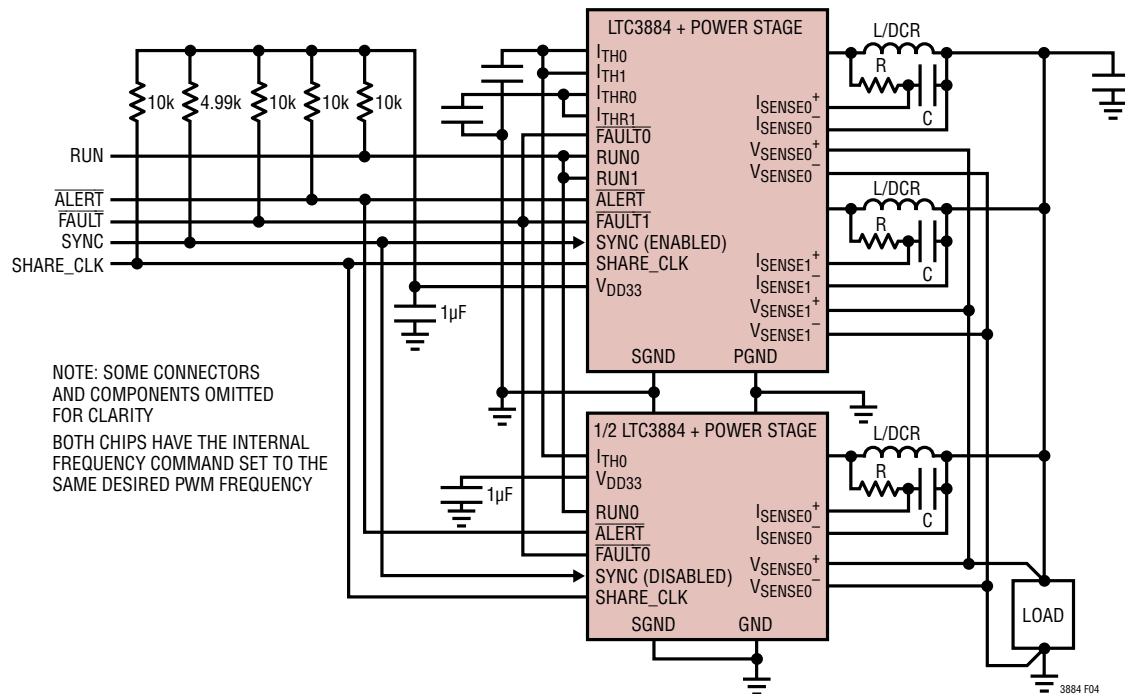 LTC3884 + POWER STAGE
ITH0
ITH1
ITHR0
ITHR1
FAULT0
RUN0
RUN1
ALERT
FAULT1
SYNC (ENABLED)
SHARE_CLK
VDD33
ISENSE0+
ISENSE0–
VSENSE0+
VSENSE0–
ISENSE1+
ISENSE1–
VSENSE1+
VSENSE1–
SGND
PGND
L/DCR
R
C
L/DCR
R
C
10k
4.99k
10k
10k
10k
RUN
ALERT
FAULT
SYNC
SHARE_CLK
1µF
NOTE: SOME CONNECTORS
AND COMPONENTS OMITTED
FOR CLARITY
BOTH CHIPS HAVE THE INTERNAL
FREQUENCY COMMAND SET TO THE
SAME DESIRED PWM FREQUENCY
1/2 LTC3884 + POWER STAGE
ITH0
VDD33
1µF
RUN0
ALERT
FAULT0
SYNC (DISABLED)
SHARE_CLK
ISENSE0+
ISENSE0–
VSENSE0+
VSENSE0–
SGND
GND
L/DCR
R
C
LOAD
3884 F04